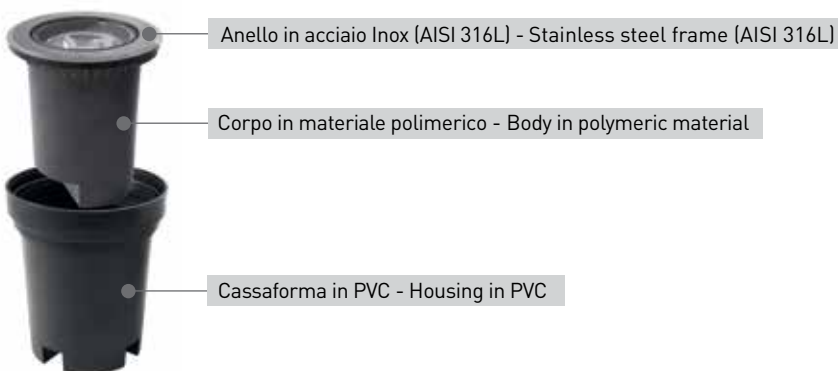 Anello in acciaio Inox (AISI 316L) - Stainless steel frame (AISI 316L)
Corpo in materiale polimerico - Body in polymeric material
Cassaforma in PVC - Housing in PVC